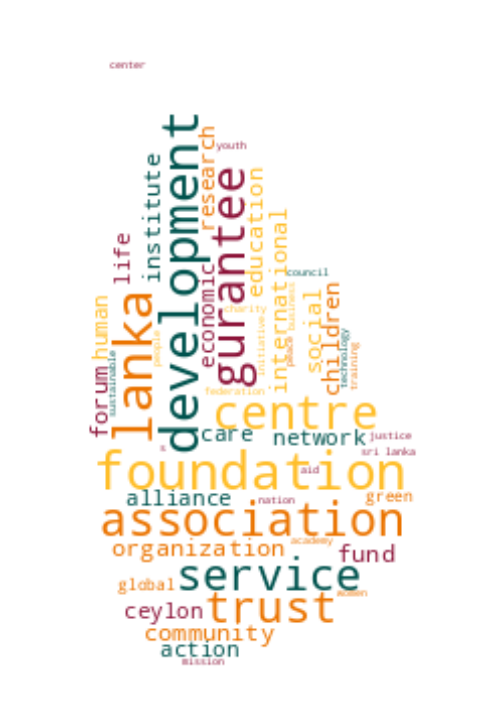 center
development
research
youth
institute
gurantee
education
international
life
economic
council
lanka
human
charity
business
social
children
people
initiative
peace
technology
training
sustainable
forum
federation
centre
care
network
justice
s
sri lanka
foundation
aid
alliance
nation
green
association
organization
academy
fund
global
service
women
ceylon
trust
community
action
mission